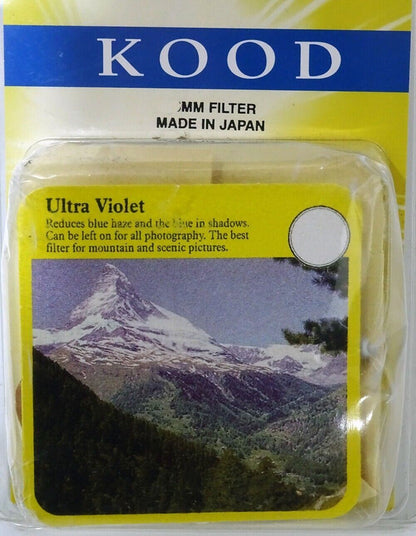 KOOD
MM FILTER
MADE IN JAPAN
Ultra Violet
Reduces blue haze and the blue in shadows.
Can be left on for all photography. The best
filter for mountain and scenic pictures.